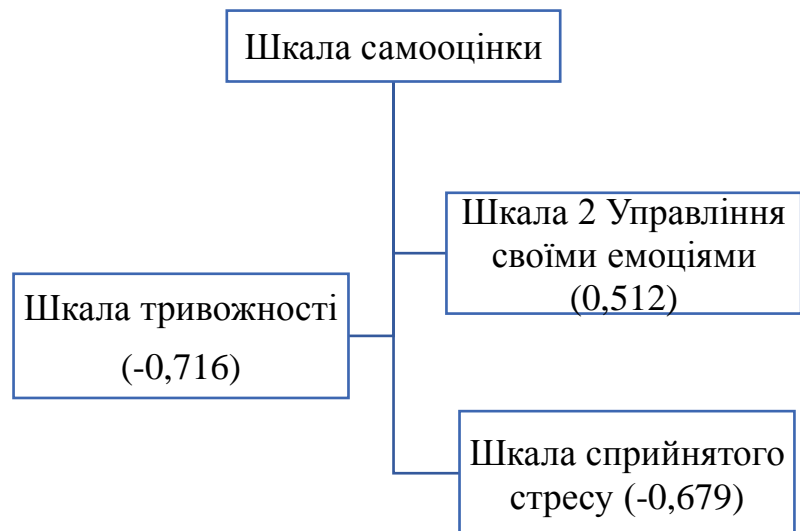 Шкала самооцінки
Шкала 2 Управління
своїми емоціями
(0,512)
Шкала тривожності
(-0,716)
Шкала сприйнятого
стресу (-0,679)